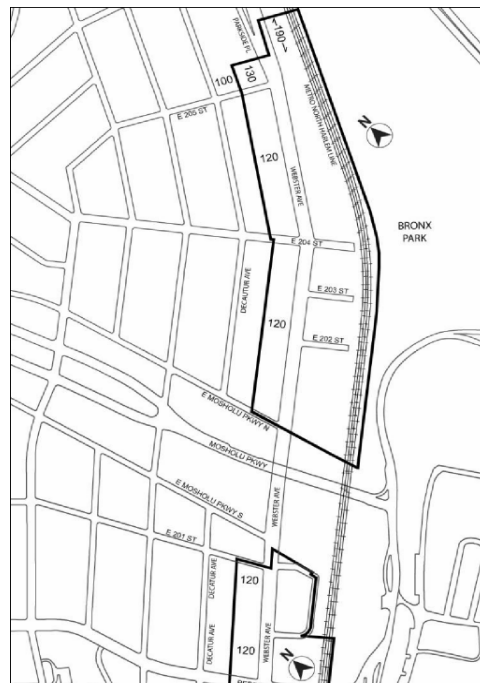 PARKSIDE PL
190
130
100
E 205 ST
METRO NORTH HARLEM LINE
N
120
WEBSTER AVE
BRONX
PARK
E 204 ST
DECAUTUR AVE
E 203 ST
120
E 202 ST
E MOSHOLU PKWY N
MOSHOLU PKWY
E MOSHOLU PKWY S
WEBSTER AVE
E 201 ST
DECATUR AVE
120
DECATUR AVE
WEBSTER AVE
120
N